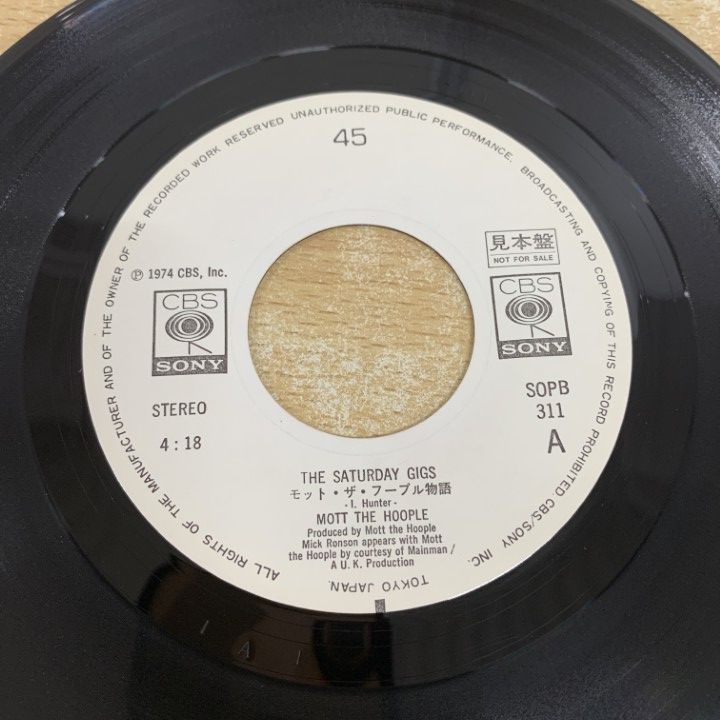 ALL RIGHTS OF THE MANUFACTURER AND OF THE OWNER OF THE RECORDED WORK RESERVED UNAUTHORIZED PUBLIC PERFORMANCE. BROADCASTING AND COPYING OF THIS RECORD PROHIBITED. CBS/SONY INC.
TOKYO JAPAN.
45
見本盤
NOT FOR SALE
℗ 1974 CBS, Inc.
CBS
SONY
CBS
SONY
STEREO
4:18
SOPB
311
A
THE SATURDAY GIGS
モット・ザ・フープル物語
- I. Hunter -
MOTT THE HOOPLE
Produced by Mott the Hoople
Mick Ronson appears with Mott
the Hoople by courtesy of Mainman /
A U. K. Production
1 A 1